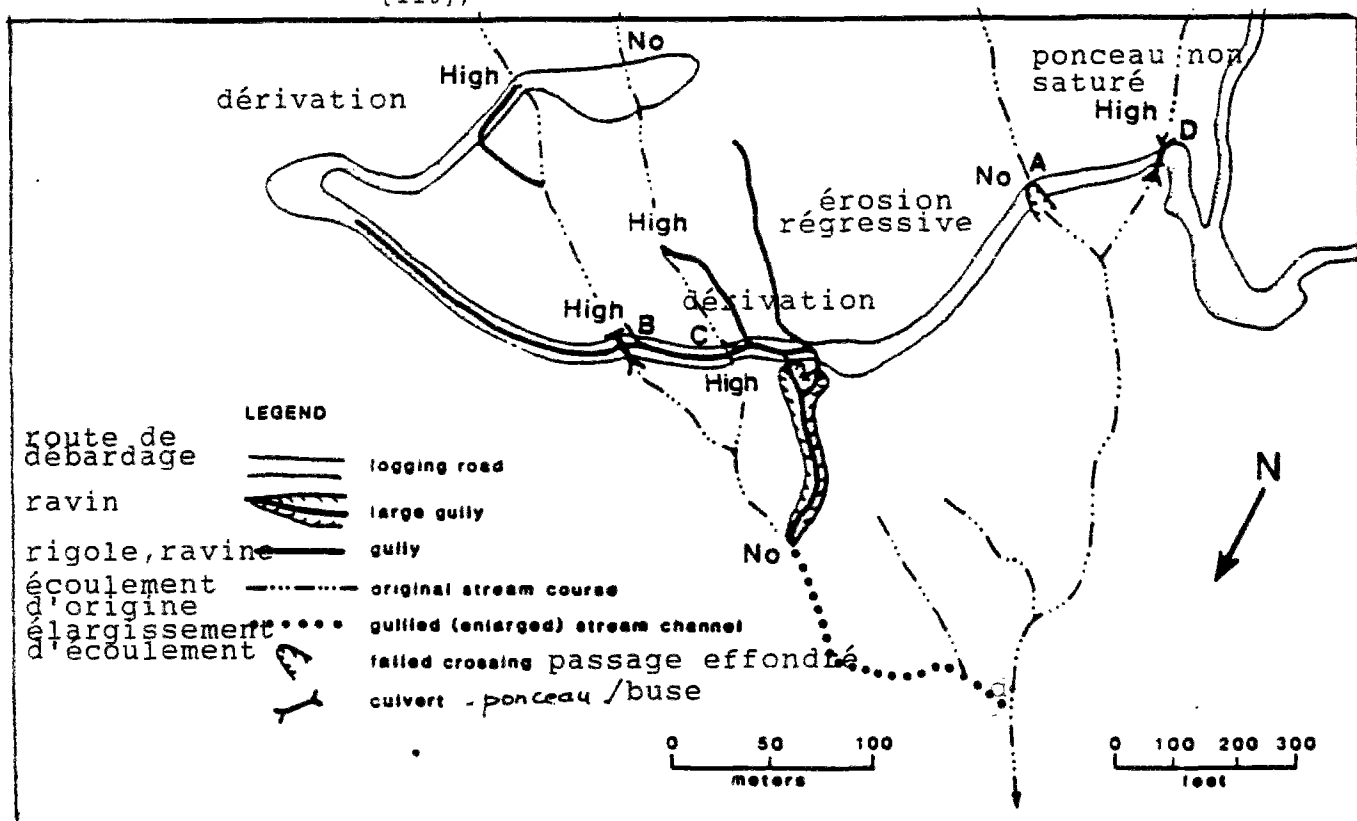 [119],
No
High
dérivation
ponceau non
saturé
High
D
A
No
érosion
régressive
High
dérivation
High
B
C
High
LEGEND
route de
débardage
logging road
ravin
large gully
rigole, ravine
gully
écoulement
d'origine
original stream course
élargissement
d'écoulement
gullied (enlarged) stream channel
failed crossing passage effondré
culvert - ponceau /buse
No
N
0 50 100
meters
0 100 200 300
feet